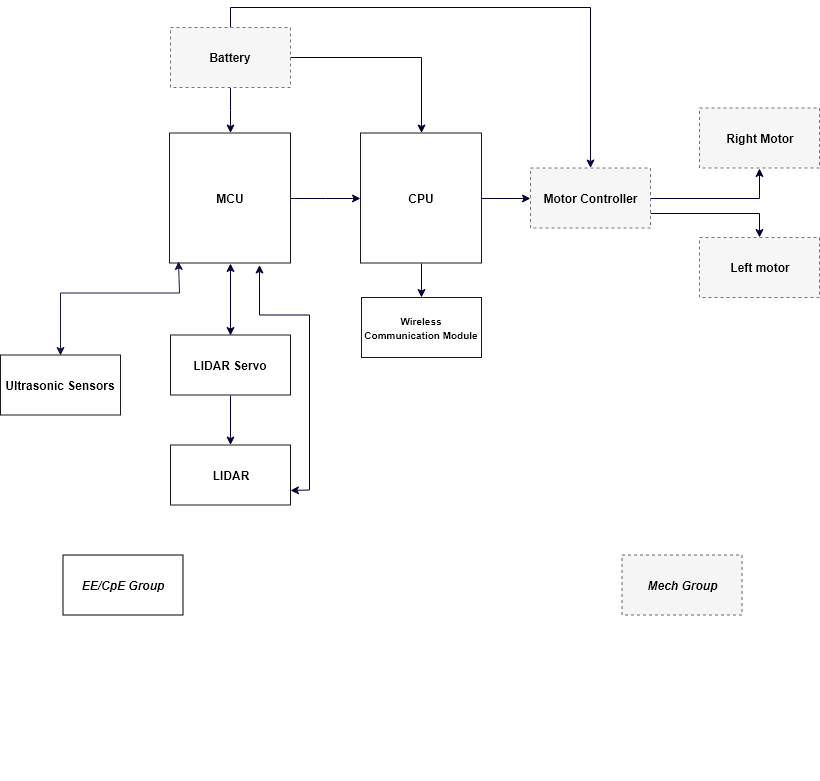 Battery
MCU
CPU
Motor Controller
Right Motor
Left motor
Wireless
Communication Module
Ultrasonic Sensors
LIDAR Servo
LIDAR
EE/CpE Group
Mech Group